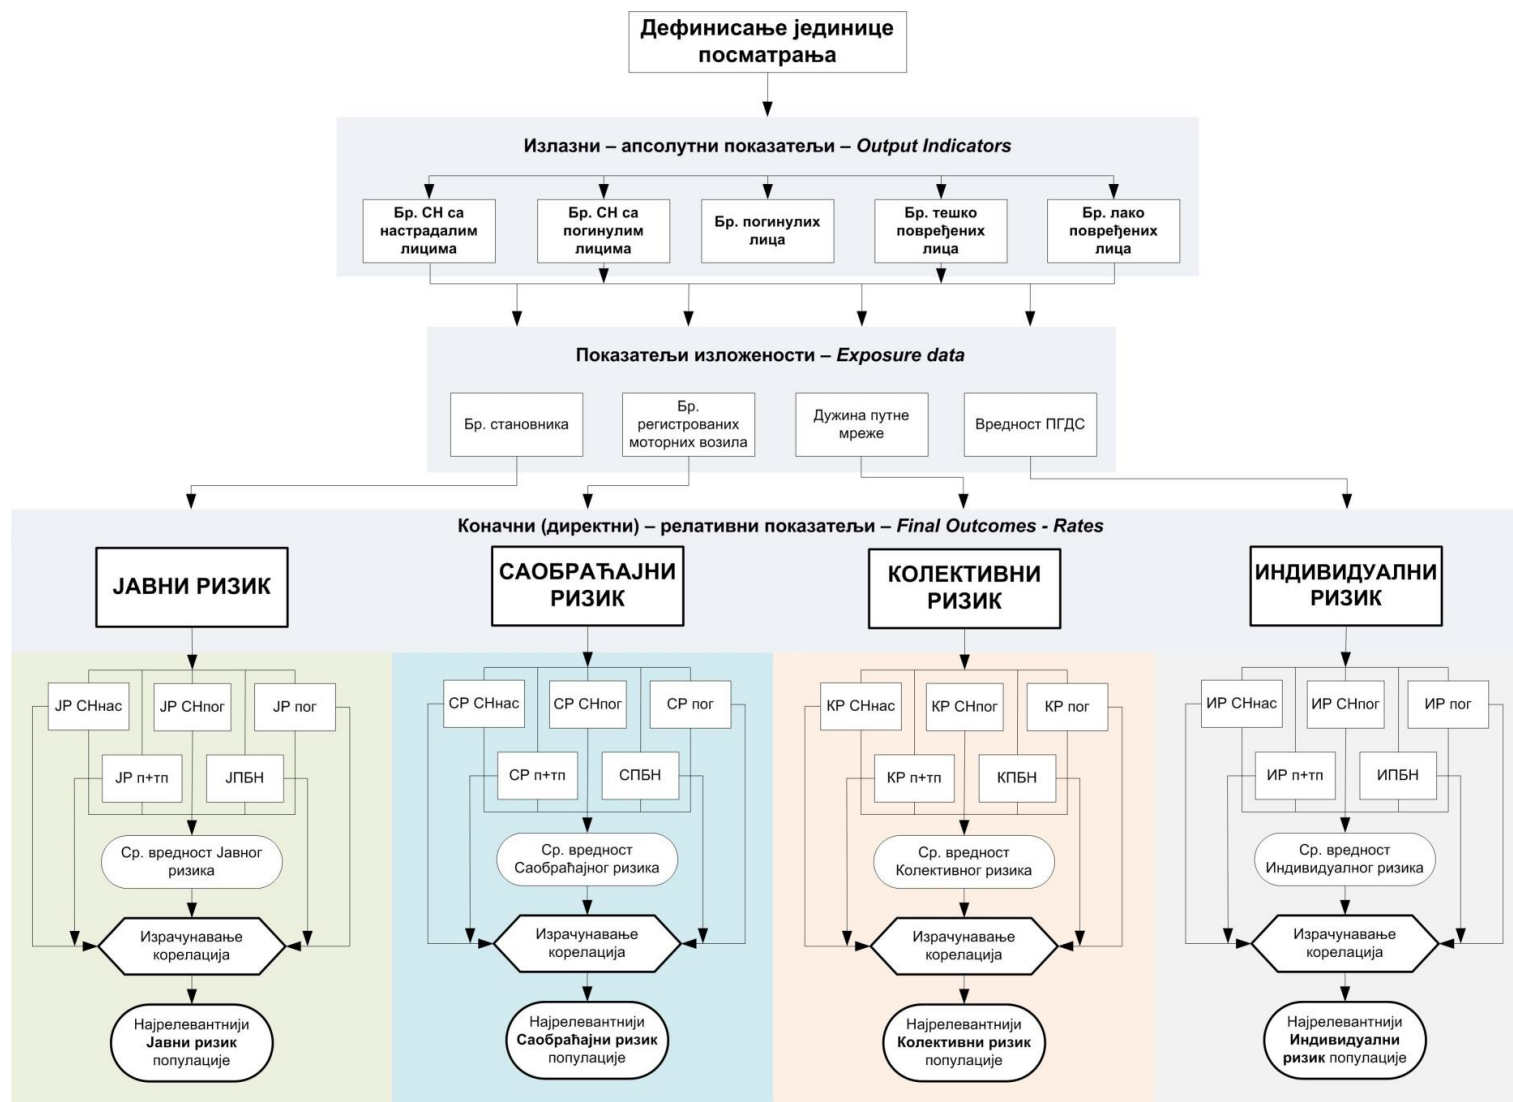 Дефинисање јединице
посматрања
Излазни – апсолутни показатељи – Output Indicators
Бр. СН са
настрадалим
лицима
Бр. СН са
погинулим
лицима
Бр. погинулих
лица
Бр. тешко
повређених
лица
Бр. лако
повређених
лица
Показатељи изложености – Exposure data
Бр. становника
Бр.
регистрованих
моторних возила
Дужина путне
мреже
Вредност ПГДС
Коначни (директни) – релативни показатељи – Final Outcomes - Rates
ЈАВНИ РИЗИК
САОБРАЋАЈНИ
РИЗИК
КОЛЕКТИВНИ
РИЗИК
ИНДИВИДУАЛНИ
РИЗИК
ЈР СНнас
ЈР СНпог
ЈР пог
ЈР п+тп
ЈПБН
Ср. вредност Јавног
ризика
Израчунавање
корелација
Најрелевантнији
Јавни ризик
популације
СР СНнас
СР СНпог
СР пог
СР п+тп
СПБН
Ср. вредност
Саобраћајног ризика
Израчунавање
корелација
Најрелевантнији
Саобраћајни ризик
популације
КР СНнас
КР СНпог
КР пог
КР п+тп
КПБН
Ср. вредност
Колективног ризика
Израчунавање
корелација
Најрелевантнији
Колективни ризик
популације
ИР СНнас
ИР СНпог
ИР пог
ИР п+тп
ИПБН
Ср. вредност
Индивидуалног ризика
Израчунавање
корелација
Најрелевантнији
Индивидуални
ризик популације